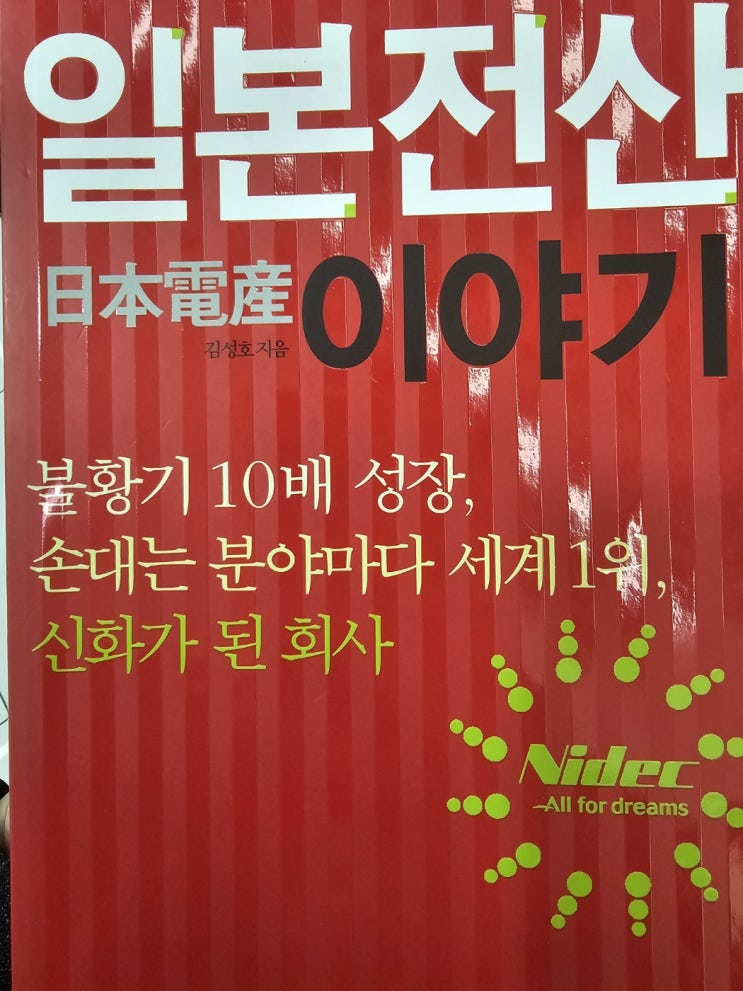 일본전산
日本電産 이야기
김성호 지음
불황기 10배 성장,
손대는 분야마다 세계 1위,
신화가 된 회사
Nidec
All for dreams